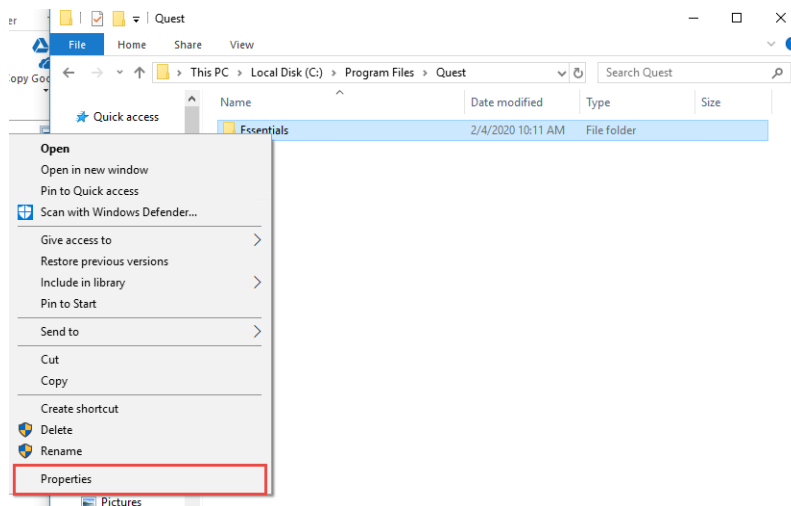 er
Quest
File Home Share View
Copy Goo
This PC > Local Disk (C:) > Program Files > Quest
Search Quest
Name Date modified Type Size
Quick access
Essentials 2/4/2020 10:11 AM File folder
Open
Open in new window
Pin to Quick access
Scan with Windows Defender...
Give access to
Restore previous versions
Include in library
Pin to Start
Send to
Cut
Copy
Create shortcut
Delete
Rename
Properties
Pictures